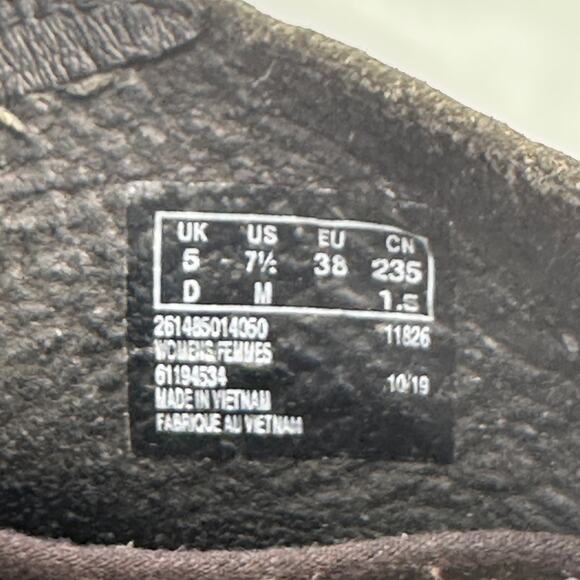 UK US EU CN
5 7½ 38 235
D M 1.5
261485014050 11826
WOMENS FEMMES
61194534 10/19
MADE IN VIETNAM
FABRIQUE AU VIETNAM